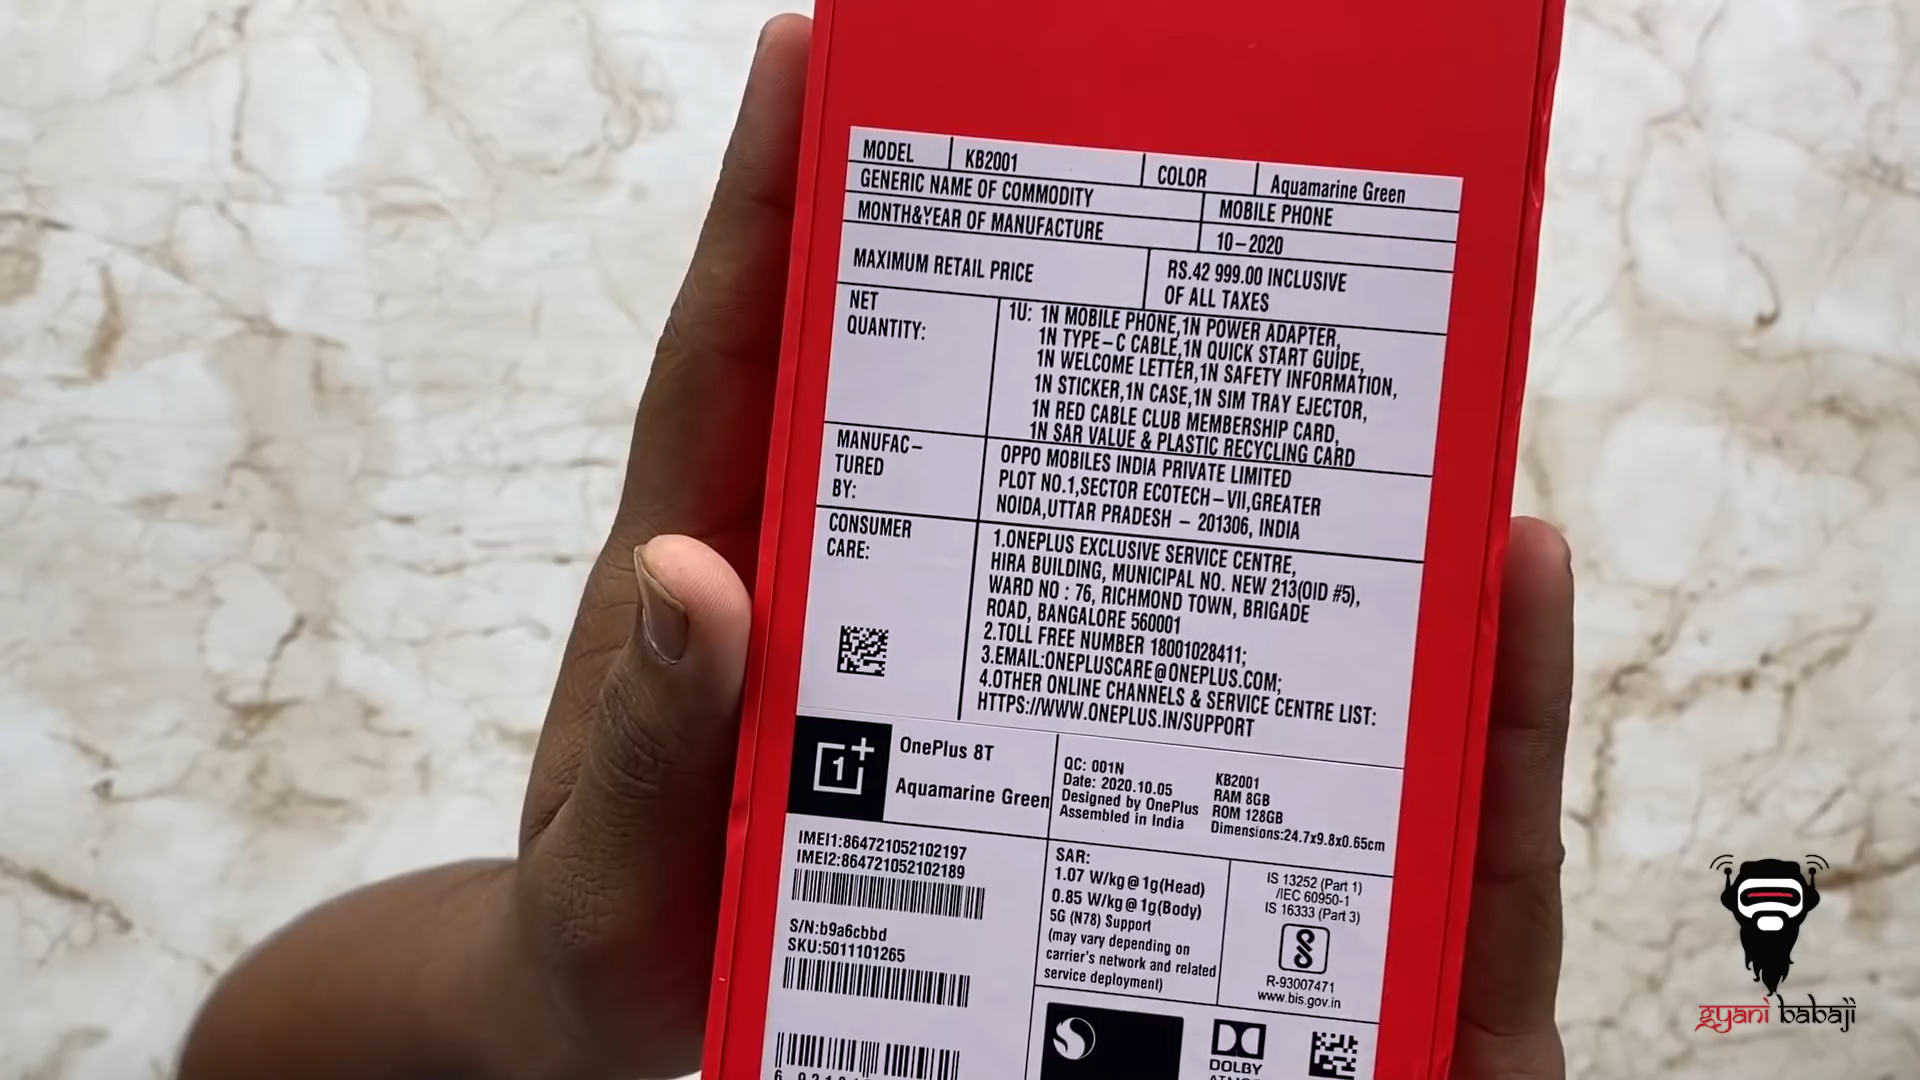 MODEL KB2001 COLOR Aquamarine Green
GENERIC NAME OF COMMODITY MOBILE PHONE
MONTH&YEAR OF MANUFACTURE 10-2020
MAXIMUM RETAIL PRICE RS.42 999.00 INCLUSIVE
OF ALL TAXES
NET
QUANTITY:
1U: 1N MOBILE PHONE,1N POWER ADAPTER,
1N TYPE-C CABLE,1N QUICK START GUIDE,
1N WELCOME LETTER,1N SAFETY INFORMATION,
1N STICKER,1N CASE,1N SIM TRAY EJECTOR,
1N RED CABLE CLUB MEMBERSHIP CARD,
1N SAR VALUE & PLASTIC RECYCLING CARD
MANUFAC-
TURED
BY:
OPPO MOBILES INDIA PRIVATE LIMITED
PLOT NO.1,SECTOR ECOTECH-VII,GREATER
NOIDA,UTTAR PRADESH - 201306, INDIA
CONSUMER
CARE:
1.ONEPLUS EXCLUSIVE SERVICE CENTRE,
HIRA BUILDING, MUNICIPAL NO. NEW 213(OID #5),
WARD NO : 76, RICHMOND TOWN, BRIGADE
ROAD, BANGALORE 560001
2.TOLL FREE NUMBER 18001028411;
3.EMAIL:ONEPLUSCARE@ONEPLUS.COM;
4.OTHER ONLINE CHANNELS & SERVICE CENTRE LIST:
HTTPS://WWW.ONEPLUS.IN/SUPPORT
OnePlus 8T
Aquamarine Green
QC: 001N
Date: 2020.10.05
Designed by OnePlus
Assembled in India
KB2001
RAM 8GB
ROM 128GB
Dimensions:24.7x9.8x0.65cm
IMEI1:864721052102197
IMEI2:864721052102189
S/N:b9a6cbbd
SKU:5011101265
SAR:
1.07 W/kg@1g(Head)
0.85 W/kg@1g(Body)
5G (N78) Support
(may vary depending on
carrier's network and related
service deployment)
IS 13252 (Part 1)
/IEC 60950-1
IS 16333 (Part 3)
R-93007471
www.bis.gov.in
DOLBY
gyani babaji